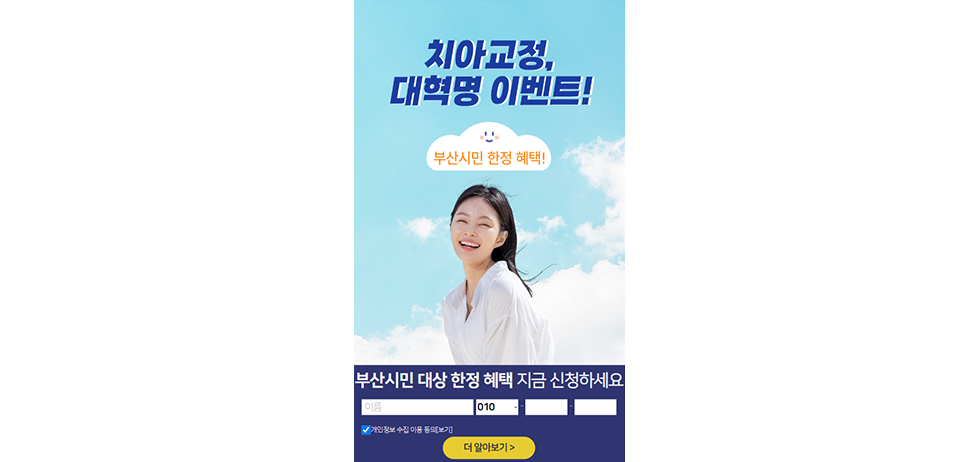 치아교정,
대혁명 이벤트!
부산시민 한정 혜택!
부산시민 대상 한정 혜택 지금 신청하세요
이름 010 - -
개인정보 수집 이용 동의[보기]
더 알아보기 >